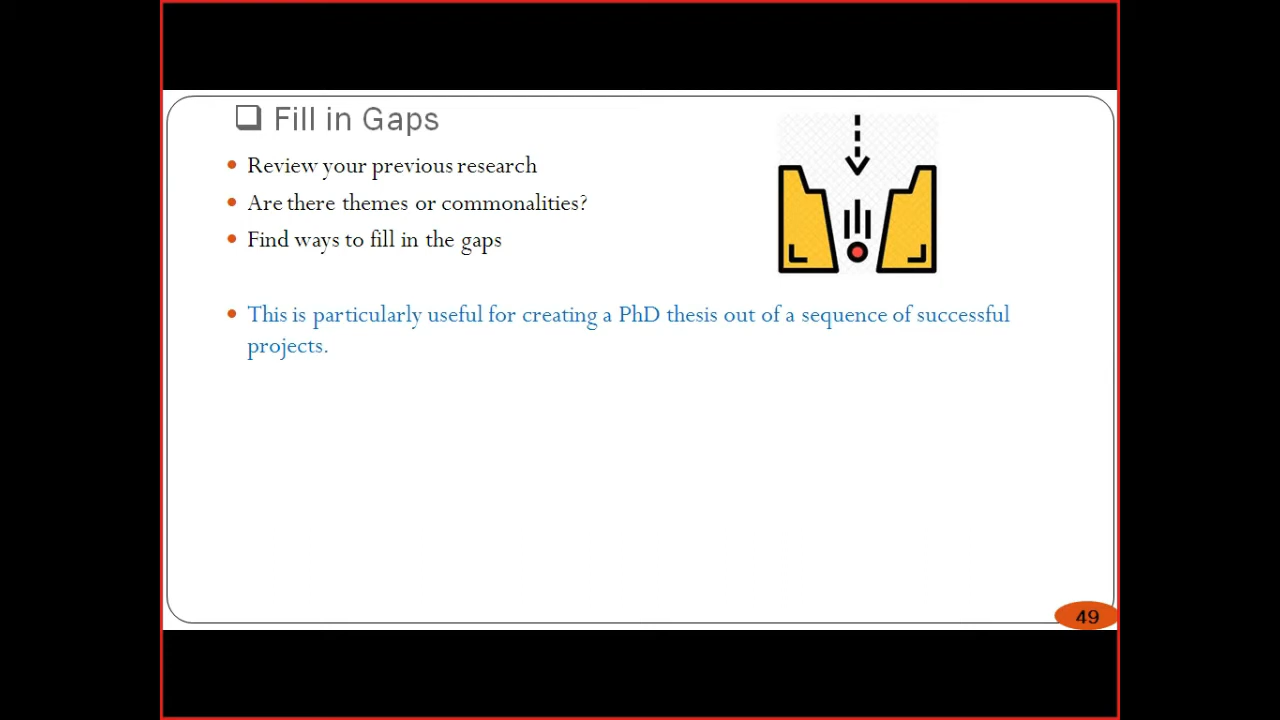 Fill in Gaps
Review your previous research
Are there themes or commonalities?
Find ways to fill in the gaps
This is particularly useful for creating a PhD thesis out of a sequence of successful
projects.
49